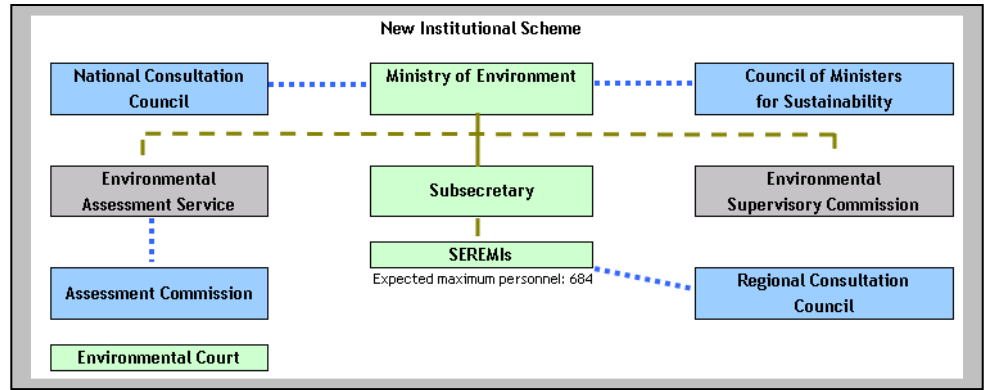 New Institutional Scheme
National Consultation
Council
Ministry of Environment
Council of Ministers
for Sustainability
Environmental
Assessment Service
Subsecretary
Environmental
Supervisory Commission
SEREMIs
Expected maximum personnel: 684
Assessment Commission
Regional Consultation
Council
Environmental Court